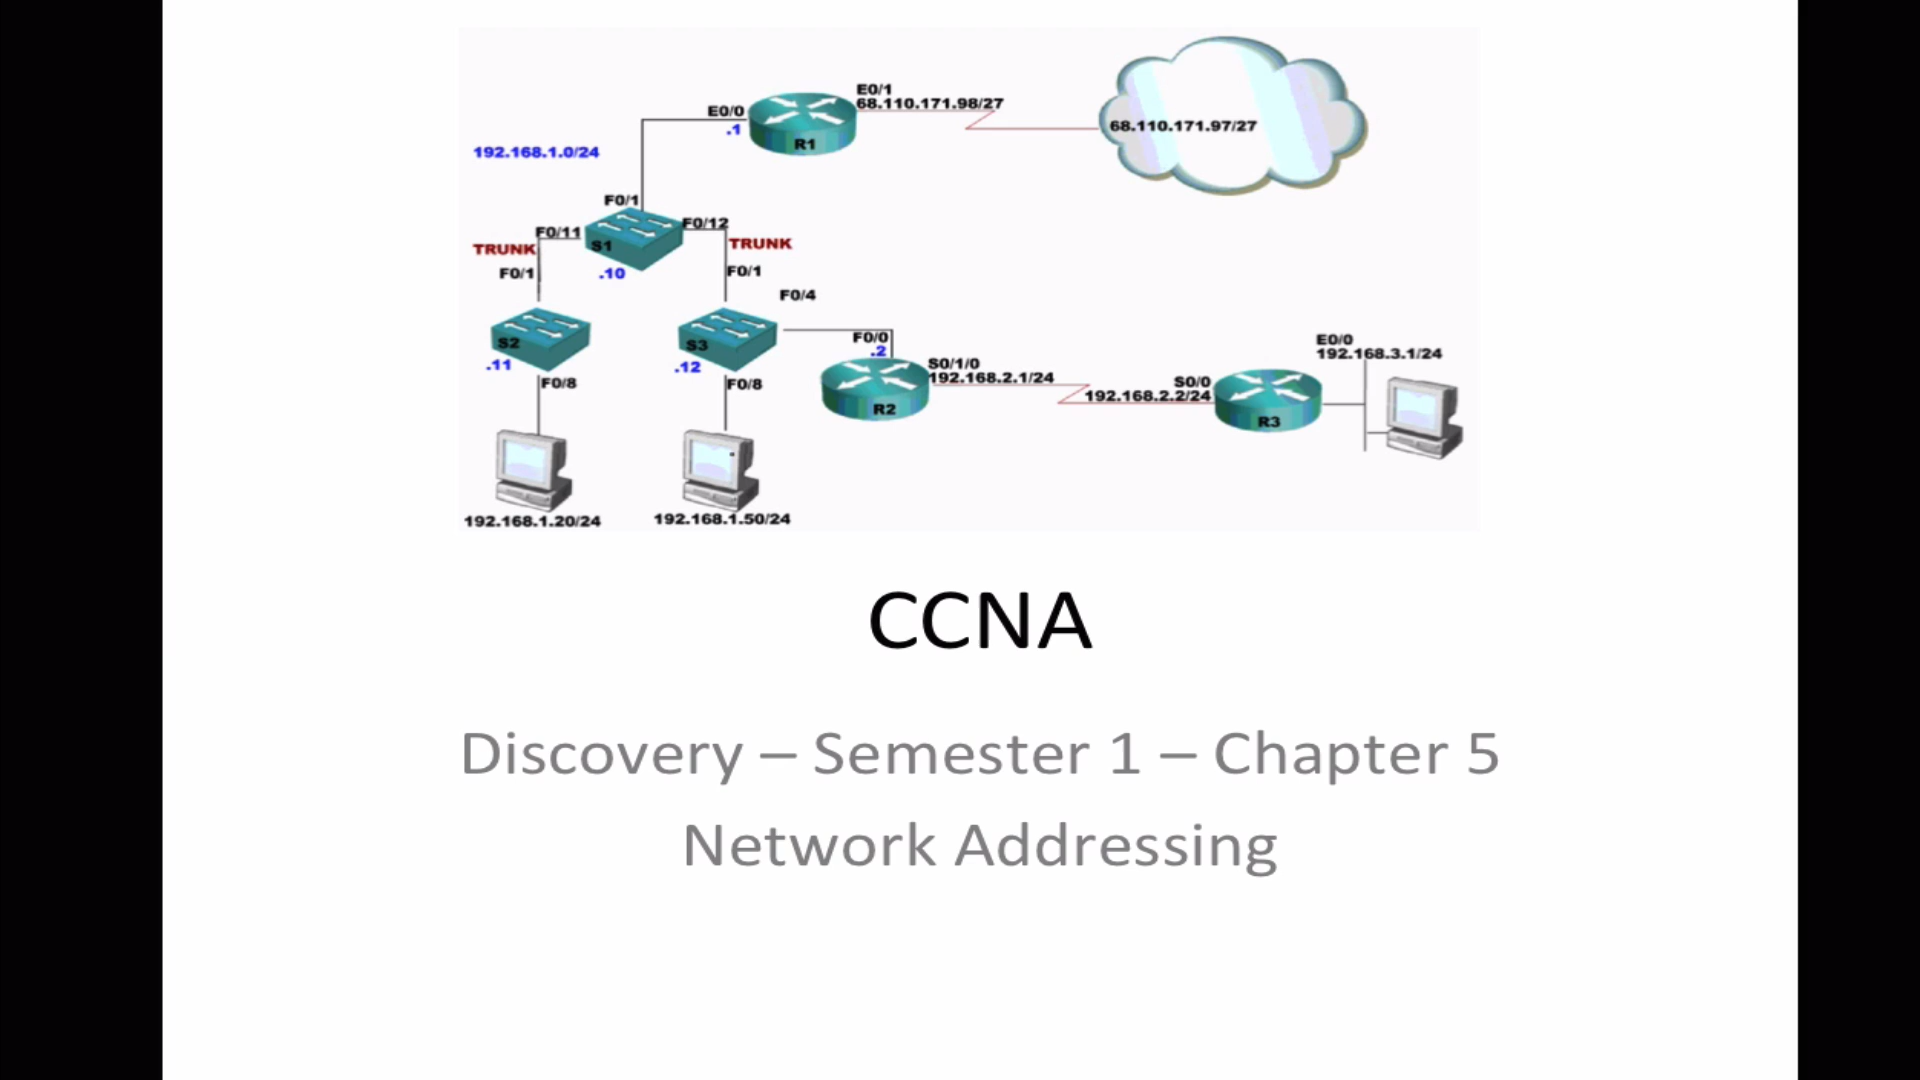 E0/1
68.110.171.98/27
E0/0
.1
R1
68.110.171.97/27
192.168.1.0/24
F0/1
F0/11
F0/12
S1
TRUNK
TRUNK
F0/1
.10
F0/1
F0/4
S2
S3
F0/0
.2
.11
.12
F0/8
F0/8
S0/1/0
192.168.2.1/24
R2
E0/0
192.168.3.1/24
S0/0
192.168.2.2/24
R3
192.168.1.20/24
192.168.1.50/24
CCNA
Discovery – Semester 1 – Chapter 5
Network Addressing